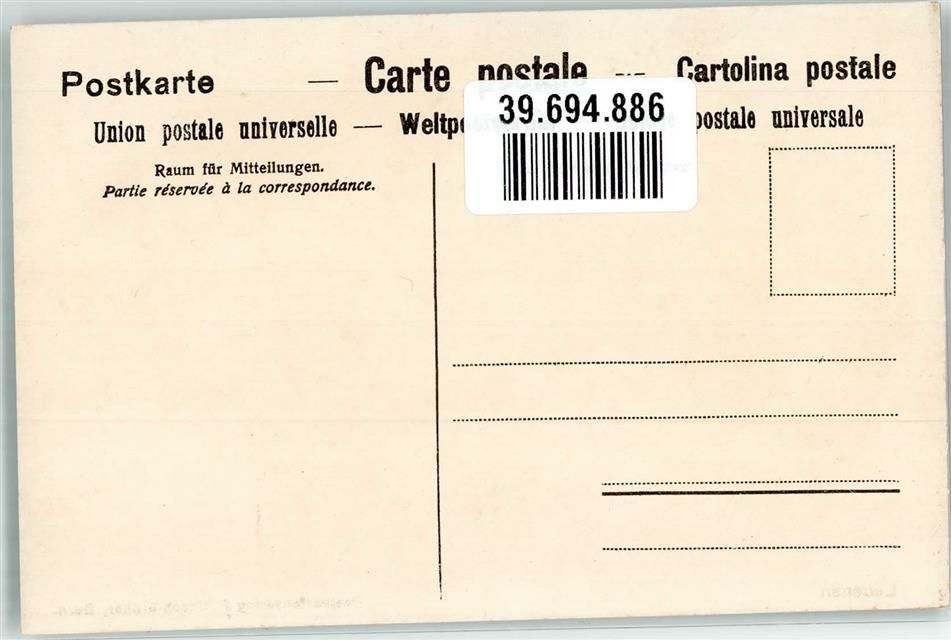 Postkarte — Carte postale — Cartolina postale
39.694.886
Union postale universelle — postale universale
Raum für Mitteilungen.
Partie réservée à la correspondance.